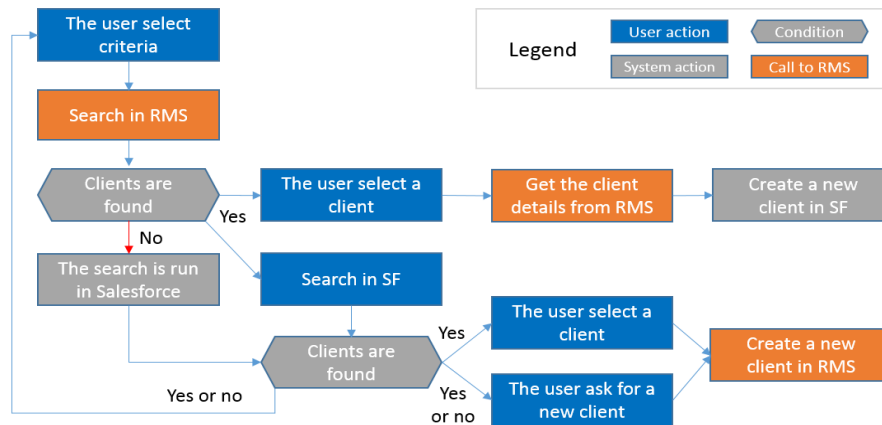 The user select
criteria
Legend
User action
Condition
System action
Call to RMS
Search in RMS
Clients are
found
Yes
The user select a
client
Get the client
details from RMS
Create a new
client in SF
No
The search is run
in Salesforce
Search in SF
Clients are
found
Yes
The user select a
client
Create a new
client in RMS
Yes or no
Yes
or no
The user ask for a
new client